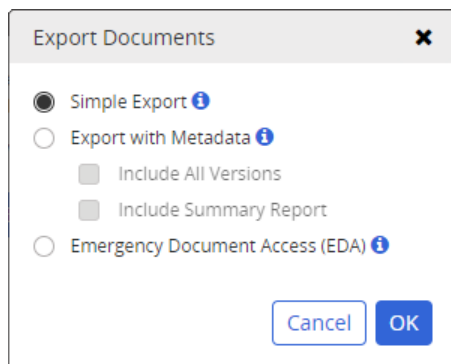 Export Documents
Simple Export
Export with Metadata
Include All Versions
Include Summary Report
Emergency Document Access (EDA)
Cancel OK